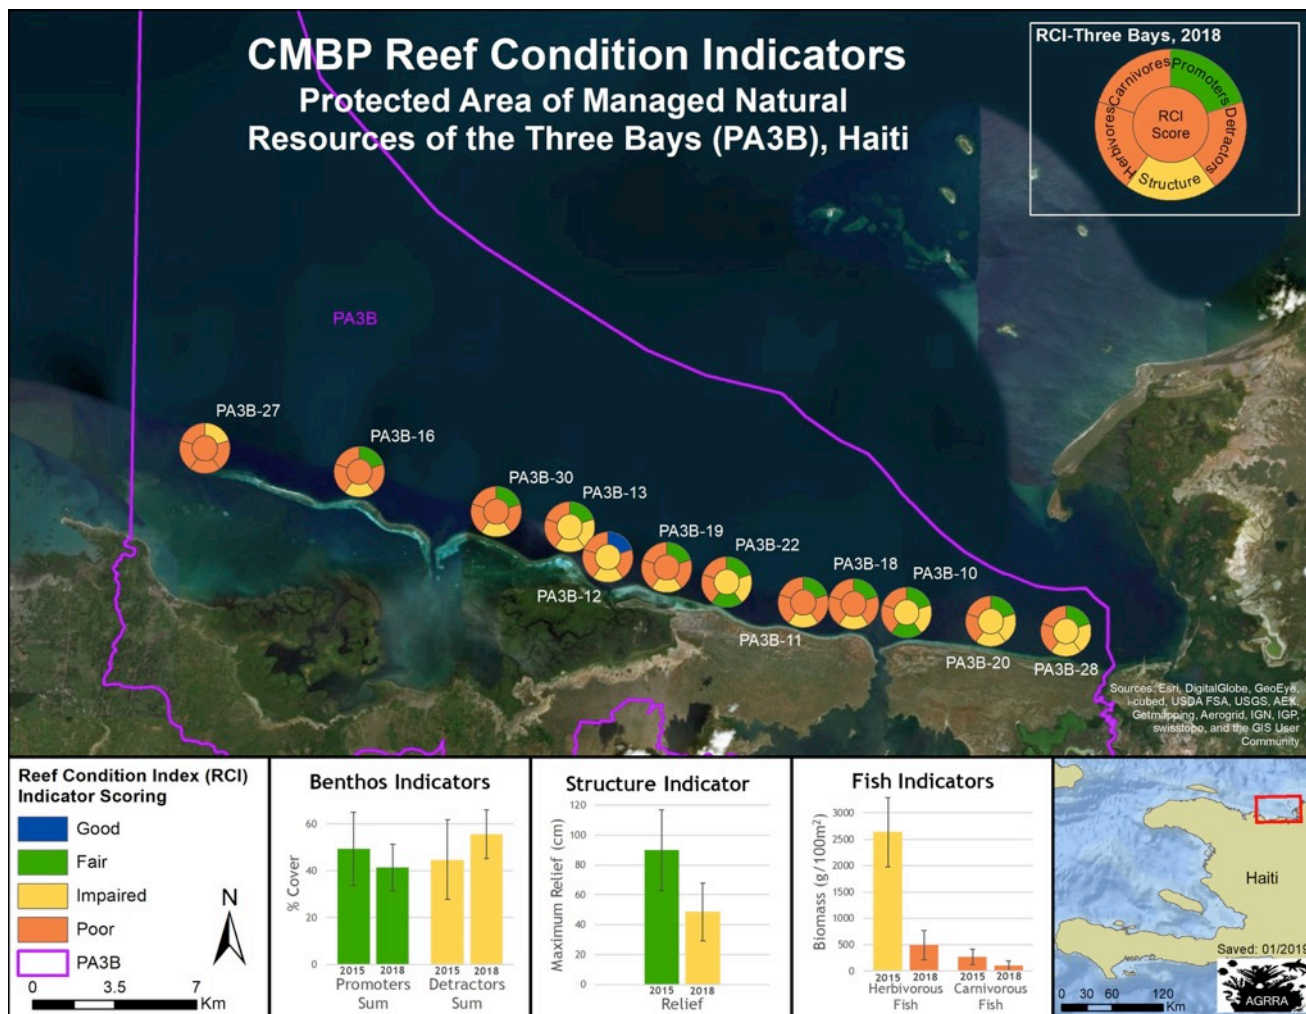 CMBP Reef Condition Indicators
Protected Area of Managed Natural
Resources of the Three Bays (PA3B), Haiti
RCI-Three Bays, 2018
Carnivores
Promoters
Detractors
Structure
Herbivores
RCI
Score
PA3B
PA3B-27
PA3B-16
PA3B-30
PA3B-13
PA3B-19
PA3B-22
PA3B-18
PA3B-10
PA3B-12
PA3B-11
PA3B-20
PA3B-28
Sources: Esri, DigitalGlobe, GeoEye,
i-cubed, USDA FSA, USGS, AEX,
Getmapping, Aerogrid, IGN, IGP,
swisstopo, and the GIS User
Community
Reef Condition Index (RCI)
Indicator Scoring
Good
Fair
Impaired
Poor
PA3B
N
0 3.5 7
Km
Benthos Indicators
% Cover
60
40
20
0
2015 2018 2015 2018
Promoters Detractors
Sum Sum
Structure Indicator
Maximum Relief (cm)
120
100
80
60
40
20
0
2015 2018
Relief
Fish Indicators
Biomass (g/100m²)
3000
2500
2000
1500
1000
500
0
2015 2018 2015 2018
Herbivorous Carnivorous
Fish Fish
Haiti
Saved: 01/2019
0 30 60 120
Km
AGRRA